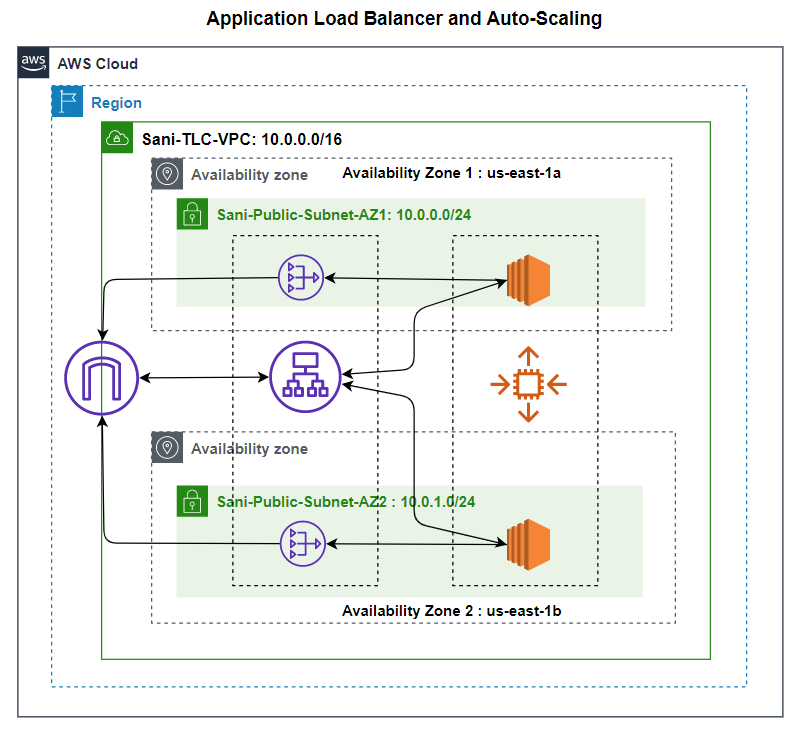 Application Load Balancer and Auto-Scaling
aws
AWS Cloud
Region
Sani-TLC-VPC: 10.0.0.0/16
Availability zone
Availability Zone 1 : us-east-1a
Sani-Public-Subnet-AZ1: 10.0.0.0/24
Availability zone
Sani-Public-Subnet-AZ2 : 10.0.1.0/24
Availability Zone 2 : us-east-1b